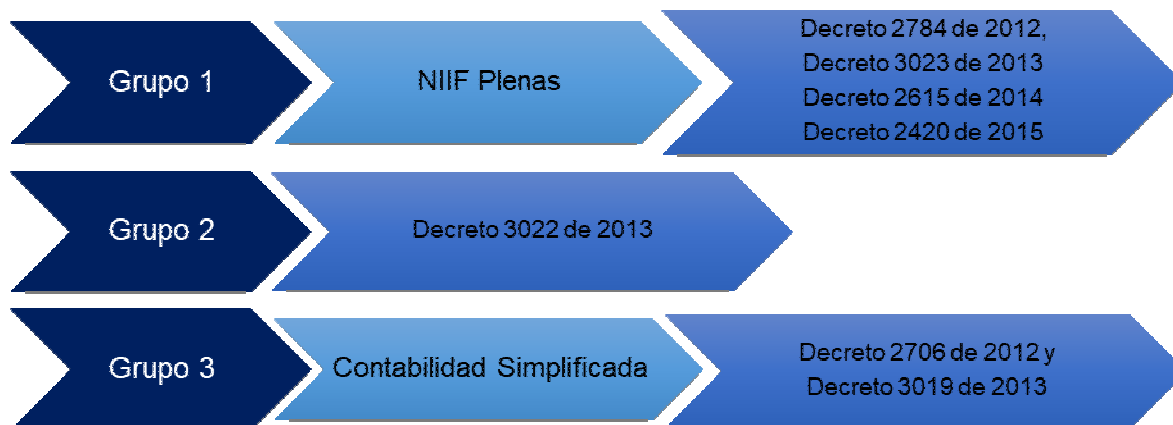 Grupo 1
NIIF Plenas
Decreto 2784 de 2012,
Decreto 3023 de 2013
Decreto 2615 de 2014
Decreto 2420 de 2015
Grupo 2
Decreto 3022 de 2013
Grupo 3
Contabilidad Simplificada
Decreto 2706 de 2012 y
Decreto 3019 de 2013